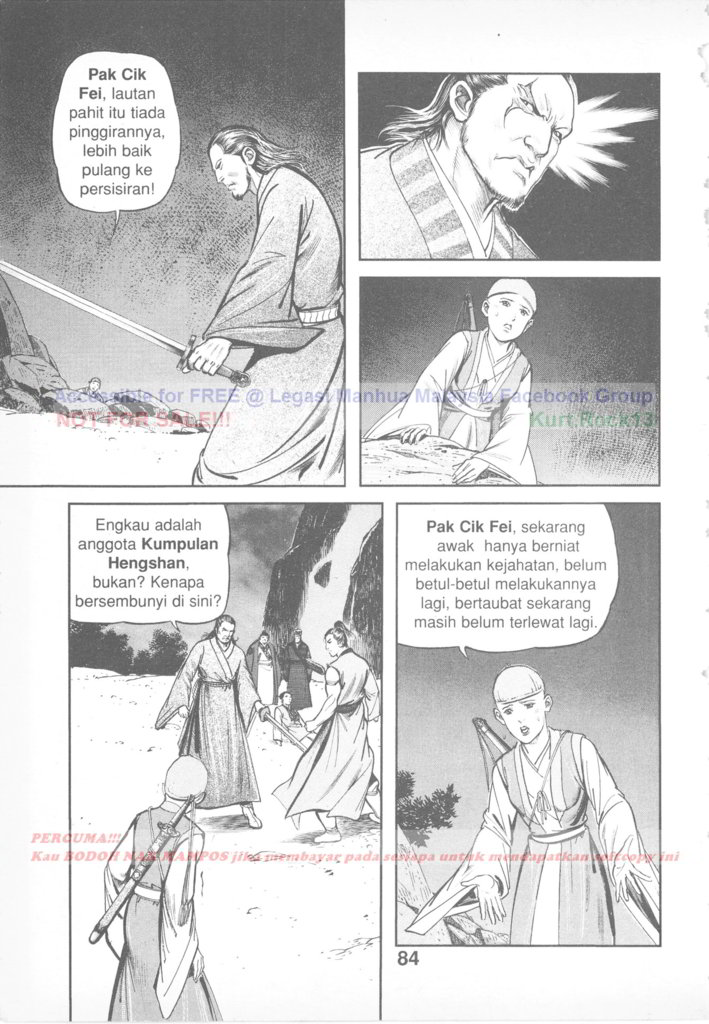 Pak Cik
Fei, lautan
pahit itu tiada
pinggirannya,
lebih baik
pulang ke
persisiran!
Accessible for FREE @ Legasi Manhua Malaysia Facebook Group
NOT FOR SALE!!!
Kurt.Rock13
Engkau adalah
anggota Kumpulan
Hengshan,
bukan? Kenapa
bersembunyi di sini?
Pak Cik Fei, sekarang
awak hanya berniat
melakukan kejahatan, belum
betul-betul melakukannya
lagi, bertaubat sekarang
masih belum terlewat lagi.
PERCUMA!!!
Kau BODOH NAK MAMPOS jika membayar pada sesiapa untuk mendapatkan softcopy ini
84